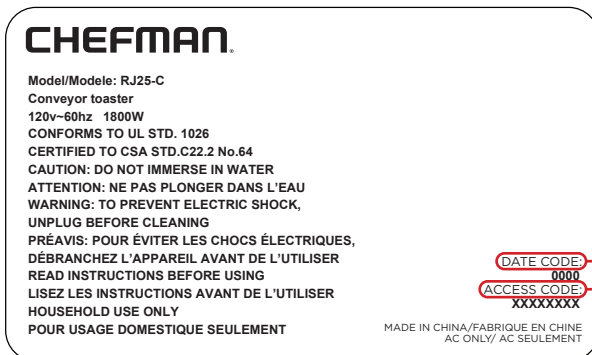 CHEFMAN®
Model/Modele: RJ25-C
Conveyor toaster
120v~60hz 1800W
CONFORMS TO UL STD. 1026
CERTIFIED TO CSA STD.C22.2 No.64
CAUTION: DO NOT IMMERSE IN WATER
ATTENTION: NE PAS PLONGER DANS L’EAU
WARNING: TO PREVENT ELECTRIC SHOCK,
UNPLUG BEFORE CLEANING
PRÉAVIS: POUR ÉVITER LES CHOCS ÉLECTRIQUES,
DÉBRANCHEZ L’APPAREIL AVANT DE L’UTILISER
READ INSTRUCTIONS BEFORE USING
LISEZ LES INSTRUCTIONS AVANT DE L’UTILISER
HOUSEHOLD USE ONLY
POUR USAGE DOMESTIQUE SEULEMENT
DATE CODE:
0000
ACCESS CODE:
XXXXXXXX
MADE IN CHINA/FABRIQUE EN CHINE
AC ONLY/ AC SEULEMENT